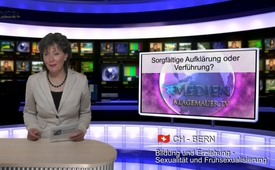 Sorgfältige Aufklärung oder
Verführung?
MEDIEN
KLAGEMAUER.TV
CH - BERN
Bildung und Erziehung -
Sexualität und Frühsexualisierung